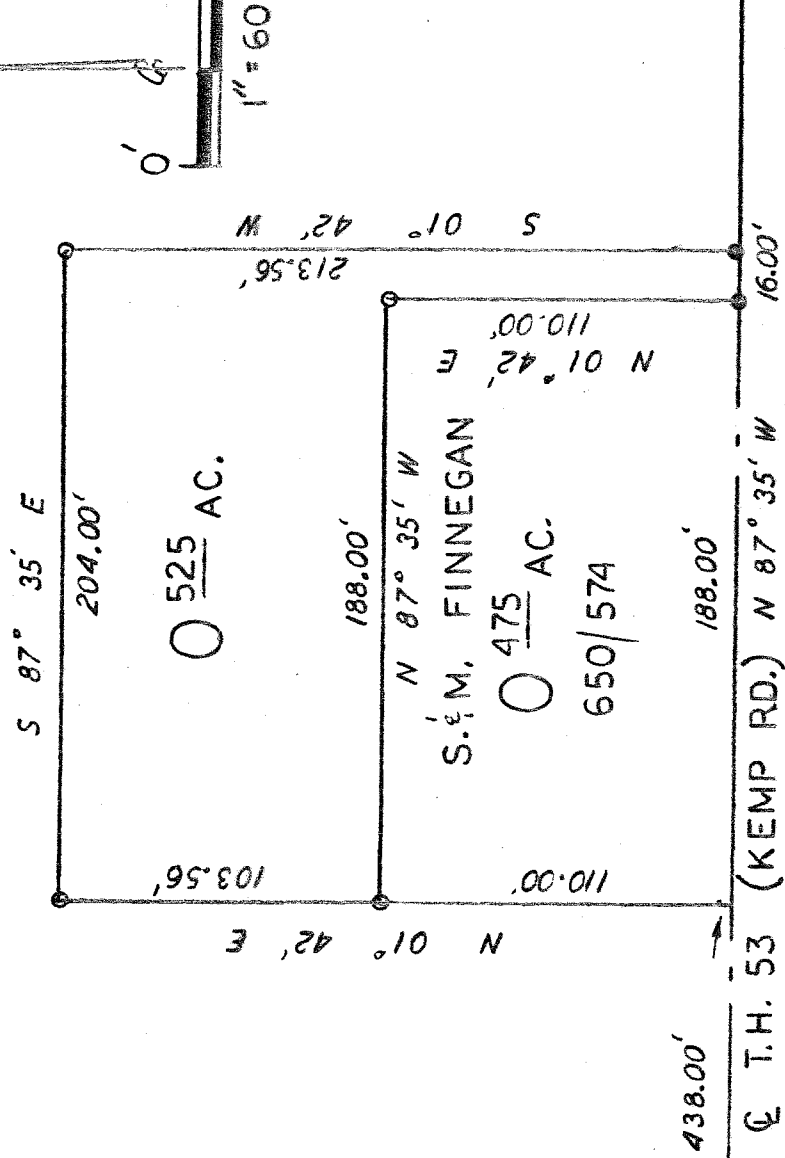 0'
1" = 60
S 87° 35' E
204.00'
S 01° 42' W
213.56'
O 525 AC.
103.56'
N 01° 42' E
188.00'
N 87° 35' W
110.00'
N 01° 42' E
S. & M. FINNEGAN
O 475 AC.
650/574
110.00'
188.00'
16.00'
438.00'
℄ T.H. 53 (KEMP RD.) N 87° 35' W